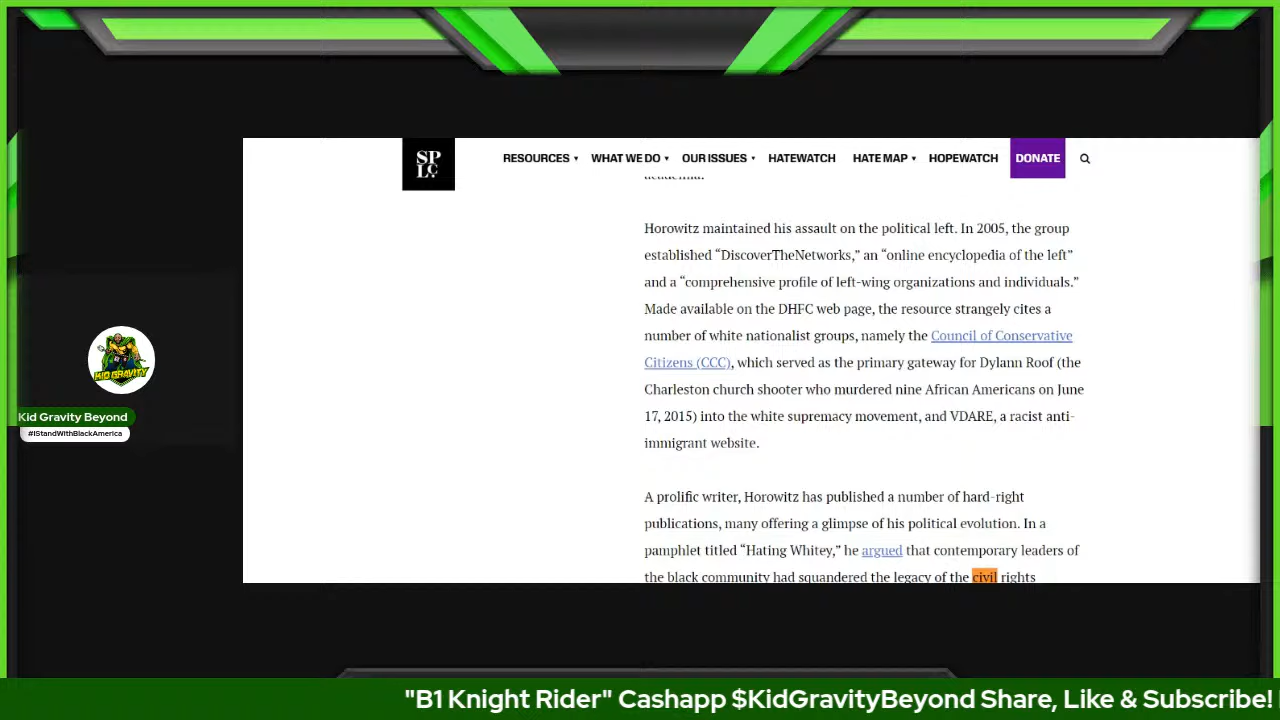 SPLC.
RESOURCES ▾ WHAT WE DO ▾ OUR ISSUES ▾ HATEWATCH HATE MAP ▾ HOPEWATCH DONATE
Horowitz maintained his assault on the political left. In 2005, the group
established “DiscoverTheNetworks,” an “online encyclopedia of the left”
and a “comprehensive profile of left-wing organizations and individuals.”
Made available on the DHFC web page, the resource strangely cites a
number of white nationalist groups, namely the Council of Conservative
Citizens (CCC), which served as the primary gateway for Dylann Roof (the
Charleston church shooter who murdered nine African Americans on June
17, 2015) into the white supremacy movement, and VDARE, a racist anti-
immigrant website.
A prolific writer, Horowitz has published a number of hard-right
publications, many offering a glimpse of his political evolution. In a
pamphlet titled “Hating Whitey,” he argued that contemporary leaders of
the black community had squandered the legacy of the civil rights
KID GRAVITY
Kid Gravity Beyond
#IStandWithBlackAmerica
"B1 Knight Rider" Cashapp $KidGravityBeyond Share, Like & Subscribe!